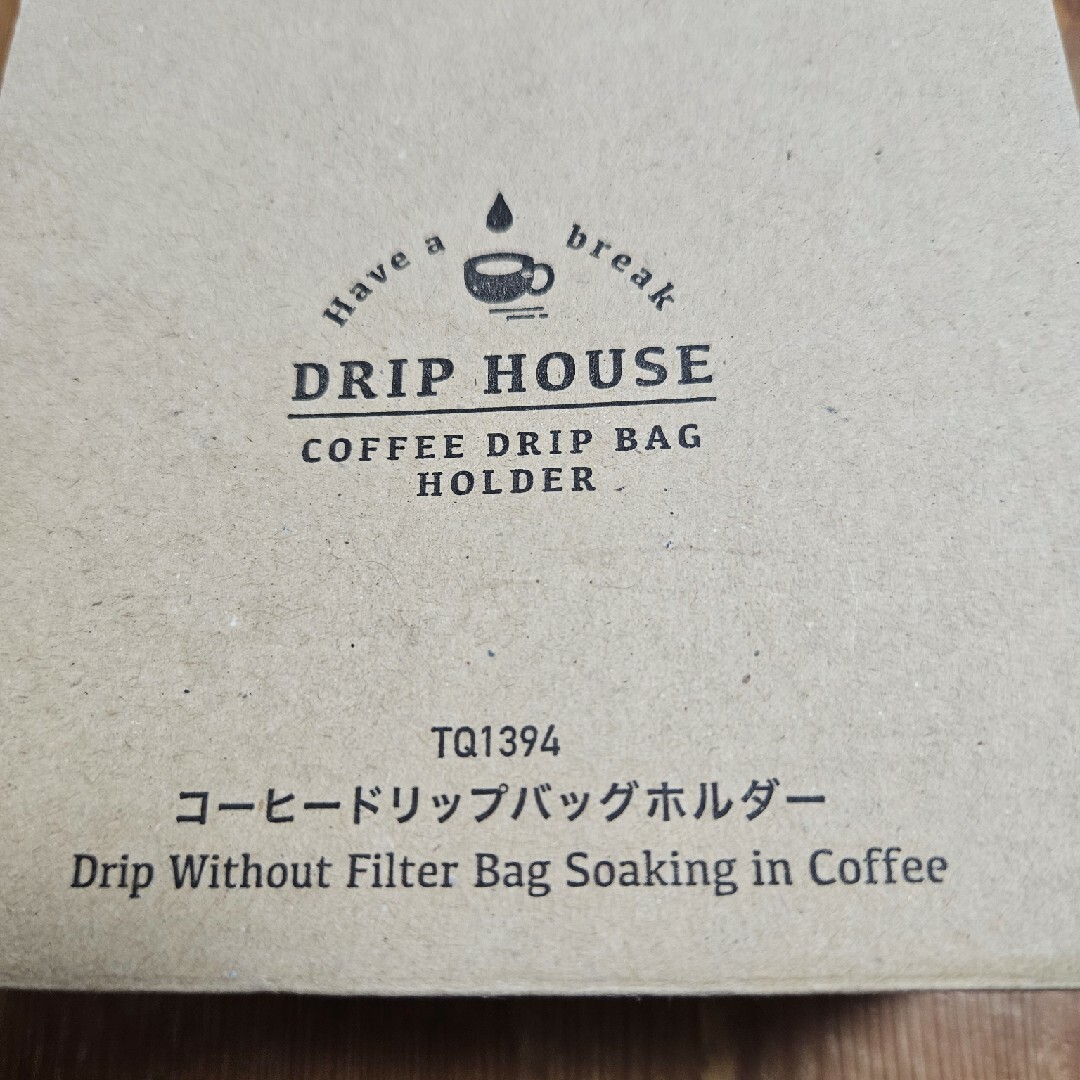 Have a break
DRIP HOUSE
COFFEE DRIP BAG
HOLDER
TQ1394
コーヒードリップバッグホルダー
Drip Without Filter Bag Soaking in Coffee